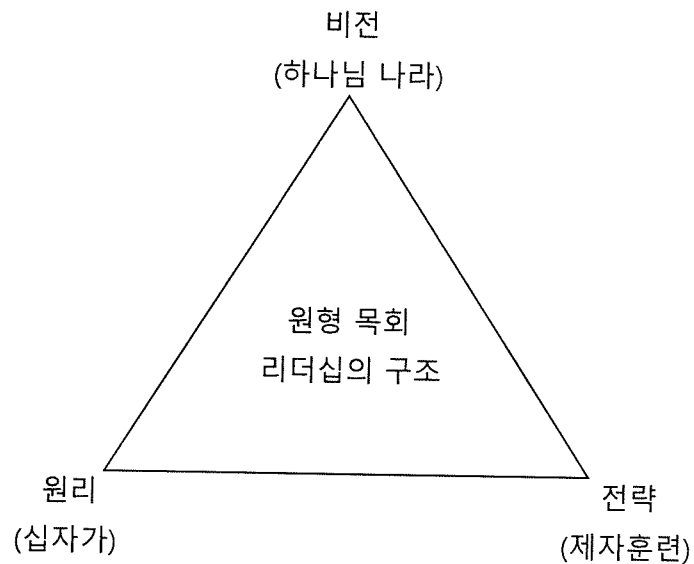 비전
(하나님 나라)
원형 목회
리더십의 구조
원리
(십자가)
전략
(제자훈련)